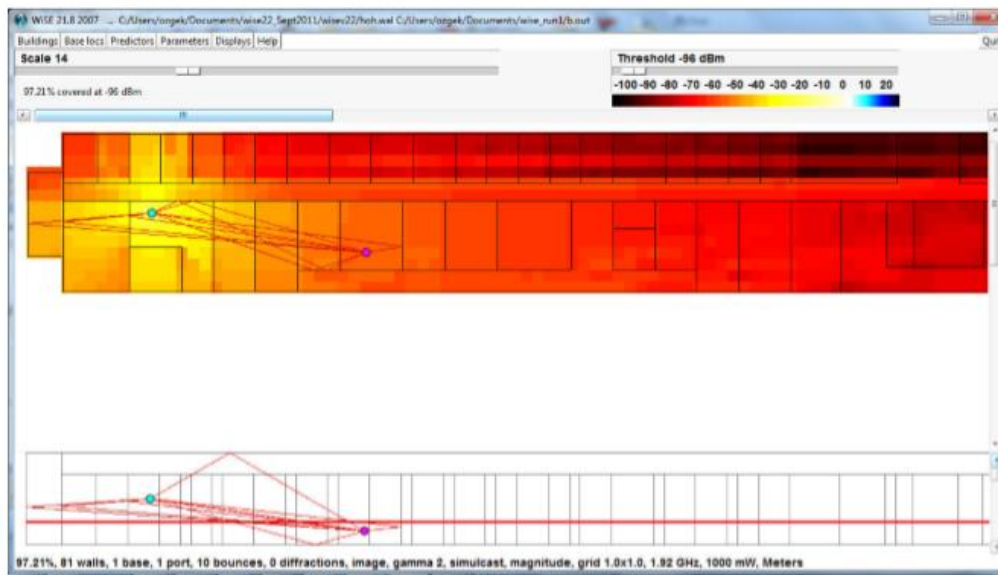 WiSE 21.8 2007 ... C:/Users/ozgek/Documents/wise22_Sept2011/wisev22/hoh.wal C:/Users/ozgek/Documents/wise_run1/b.out
Buildings Base locs Predictors Parameters Displays Help Qu
Scale 14 Threshold -96 dBm
97.21% covered at -96 dBm
-100 -90 -80 -70 -60 -50 -40 -30 -20 -10 0 10 20
97.21%, 81 walls, 1 base, 1 port, 10 bounces, 0 diffractions, image, gamma 2, simulcast, magnitude, grid 1.0x1.0, 1.92 GHz, 1000 mW, Meters